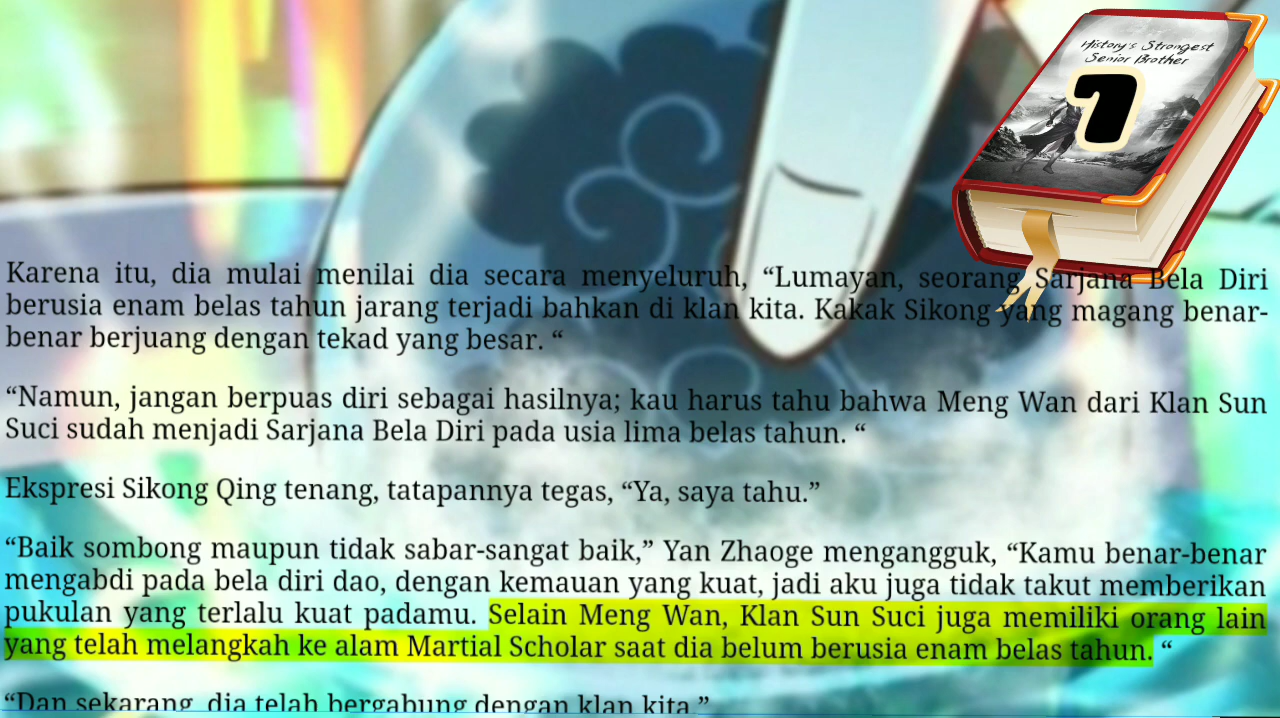 History's Strongest
Senior Brother
7
Karena itu, dia mulai menilai dia secara menyeluruh, “Lumayan, seorang Sarjana Bela Diri
berusia enam belas tahun jarang terjadi bahkan di klan kita. Kakak Sikong yang magang benar-
benar berjuang dengan tekad yang besar. “
“Namun, jangan berpuas diri sebagai hasilnya; kau harus tahu bahwa Meng Wan dari Klan Sun
Suci sudah menjadi Sarjana Bela Diri pada usia lima belas tahun. “
Ekspresi Sikong Qing tenang, tatapannya tegas, “Ya, saya tahu.”
“Baik sombong maupun tidak sabar-sangat baik,” Yan Zhaoge mengangguk, “Kamu benar-benar
mengabdi pada bela diri dao, dengan kemauan yang kuat, jadi aku juga tidak takut memberikan
pukulan yang terlalu kuat padamu. Selain Meng Wan, Klan Sun Suci juga memiliki orang lain
yang telah melangkah ke alam Martial Scholar saat dia belum berusia enam belas tahun. “
“Dan sekarang, dia telah bergabung dengan klan kita.”